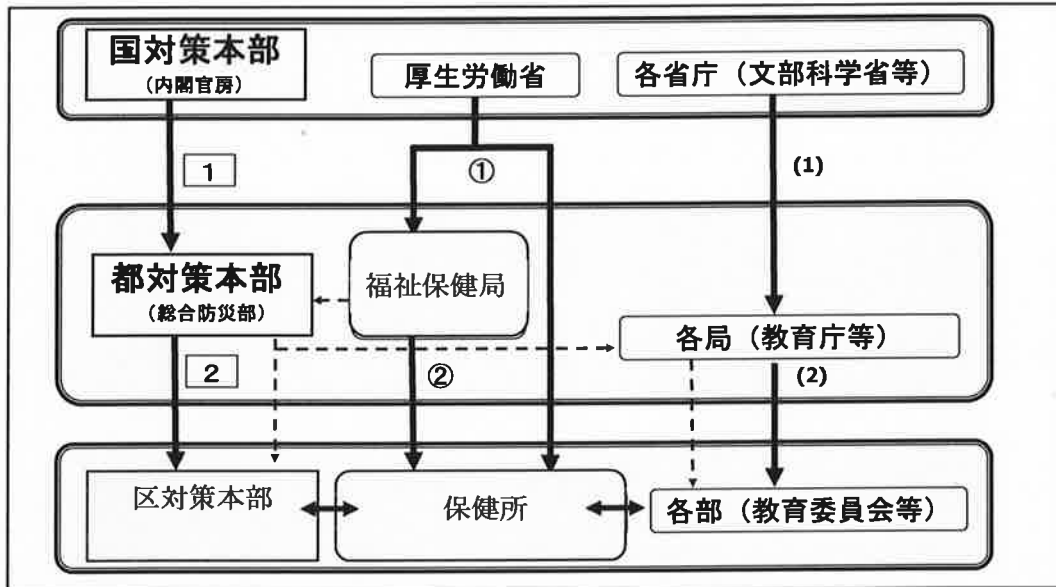 国対策本部
(内閣官房)
厚生労働省
各省庁（文部科学省等）
1
①
(1)
都対策本部
(総合防災部)
福祉保健局
各局（教育庁等）
2
②
(2)
区対策本部
保健所
各部（教育委員会等）